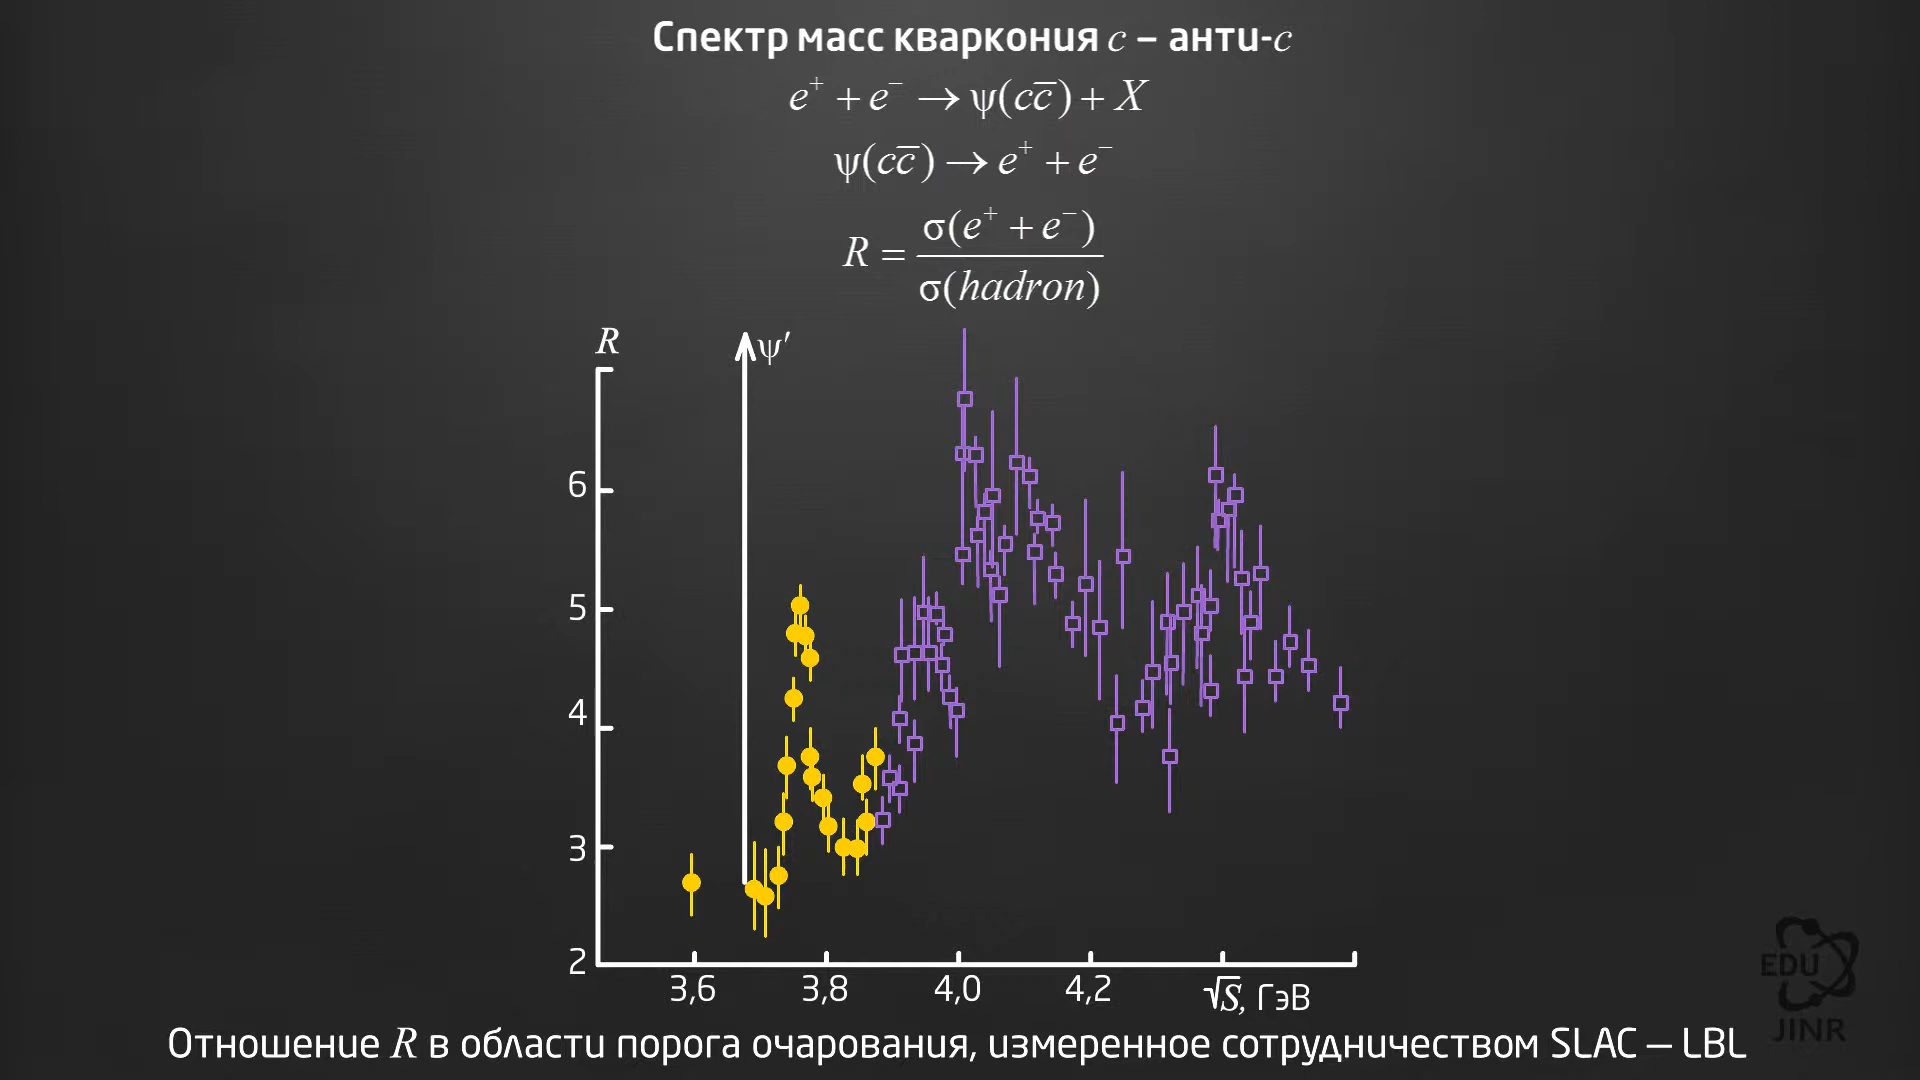 Спектр масс кваркония c – анти-c
e⁺ + e⁻ → ψ(cc̅) + X
ψ(cc̅) → e⁺ + e⁻
R = σ(e⁺ + e⁻) / σ(hadron)
R
ψ′
6
5
4
3
2
3,6 3,8 4,0 4,2 √S, ГэВ
EDU
JINR
Отношение R в области порога очарования, измеренное сотрудничеством SLAC – LBL